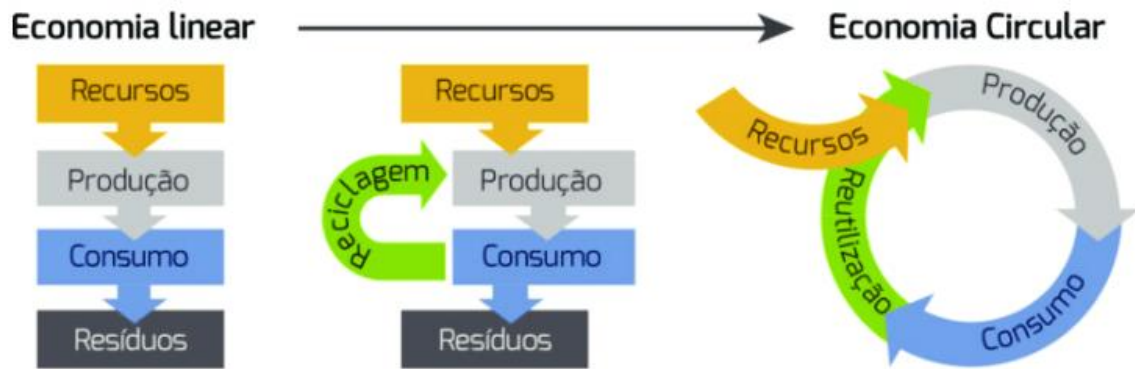 Economia linear
Economia Circular
Recursos
Produção
Consumo
Resíduos
Recursos
Produção
Reciclagem
Consumo
Resíduos
Recursos
Produção
Reutilização
Consumo